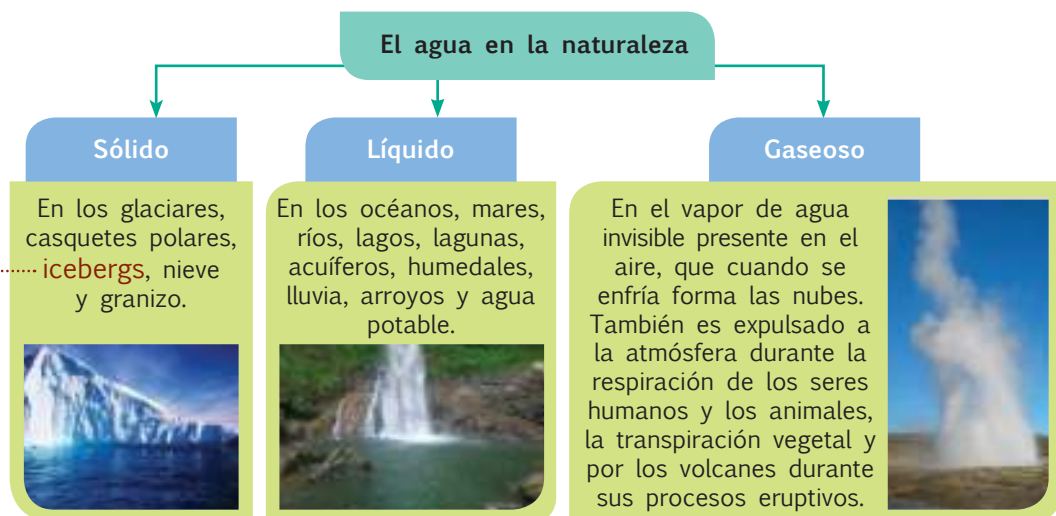 El agua en la naturaleza
Sólido
En los glaciares,
casquetes polares,
icebergs, nieve
y granizo.
Líquido
En los océanos, mares,
ríos, lagos, lagunas,
acuíferos, humedales,
lluvia, arroyos y agua
potable.
Gaseoso
En el vapor de agua
invisible presente en el
aire, que cuando se
enfría forma las nubes.
También es expulsado a
la atmósfera durante la
respiración de los seres
humanos y los animales,
la transpiración vegetal y
por los volcanes durante
sus procesos eruptivos.